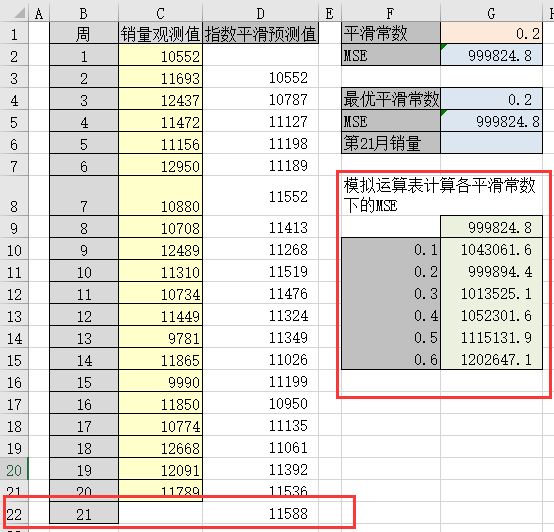 A B C D E F G
1 周 销量观测值 指数平滑预测值 平滑常数 0.2
2 1 10552 MSE 999824.8
3 2 11693 10552
4 3 12437 10787 最优平滑常数 0.2
5 4 11472 11127 MSE 999824.8
6 5 11156 11198 第21月销量
7 6 12950 11189
8 7 10880 11552 模拟运算表计算各平滑常数
下的MSE
9 8 10708 11413 999824.8
10 9 12489 11268 0.1 1043061.6
11 10 11310 11519 0.2 999894.4
12 11 10734 11476 0.3 1013525.1
13 12 11449 11324 0.4 1052301.6
14 13 9781 11349 0.5 1115131.9
15 14 11865 11026 0.6 1202647.1
16 15 9990 11199
17 16 11850 10950
18 17 10774 11135
19 18 12668 11061
20 19 12091 11392
21 20 11789 11536
22 21 11588